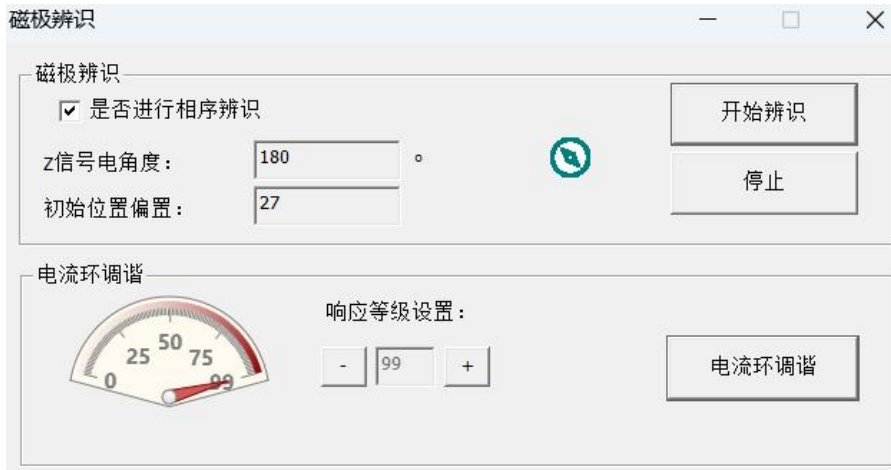 磁极辨识
磁极辨识
是否进行相序辨识
开始辨识
z信号电角度： 180 °
停止
初始位置偏置： 27
电流环调谐
响应等级设置：
0 25 50 75 99
- 99 +
电流环调谐